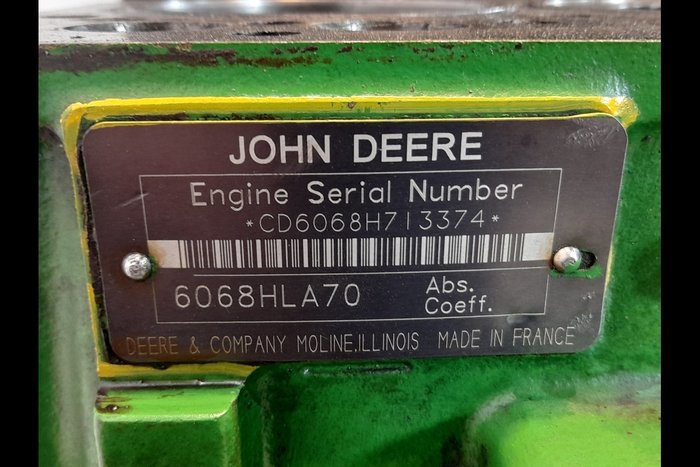 JOHN DEERE
Engine Serial Number
*CD6068H713374*
6068HLA70
Abs.
Coeff.
DEERE & COMPANY MOLINE,ILLINOIS MADE IN FRANCE